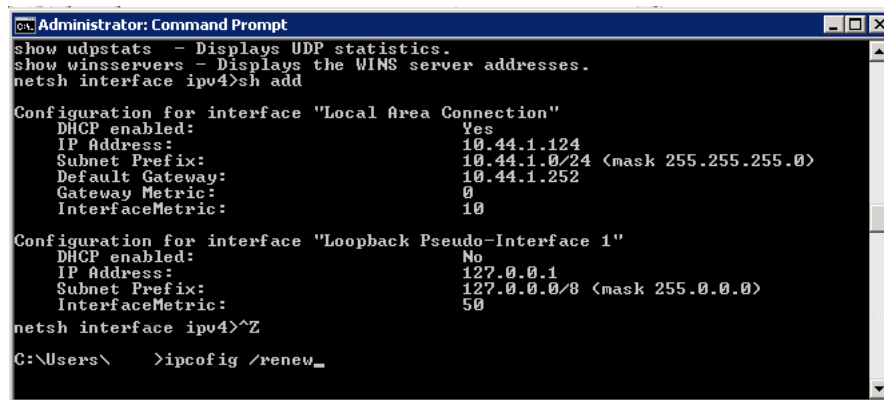 Administrator: Command Prompt
show udpstats - Displays UDP statistics.
show winsservers - Displays the WINS server addresses.
netsh interface ipv4>sh add
Configuration for interface "Local Area Connection"
DHCP enabled: Yes
IP Address: 10.44.1.124
Subnet Prefix: 10.44.1.0/24 (mask 255.255.255.0)
Default Gateway: 10.44.1.252
Gateway Metric: 0
InterfaceMetric: 10
Configuration for interface "Loopback Pseudo-Interface 1"
DHCP enabled: No
IP Address: 127.0.0.1
Subnet Prefix: 127.0.0.0/8 (mask 255.0.0.0)
InterfaceMetric: 50
netsh interface ipv4>^Z
C:\Users\ >ipcofig /renew_